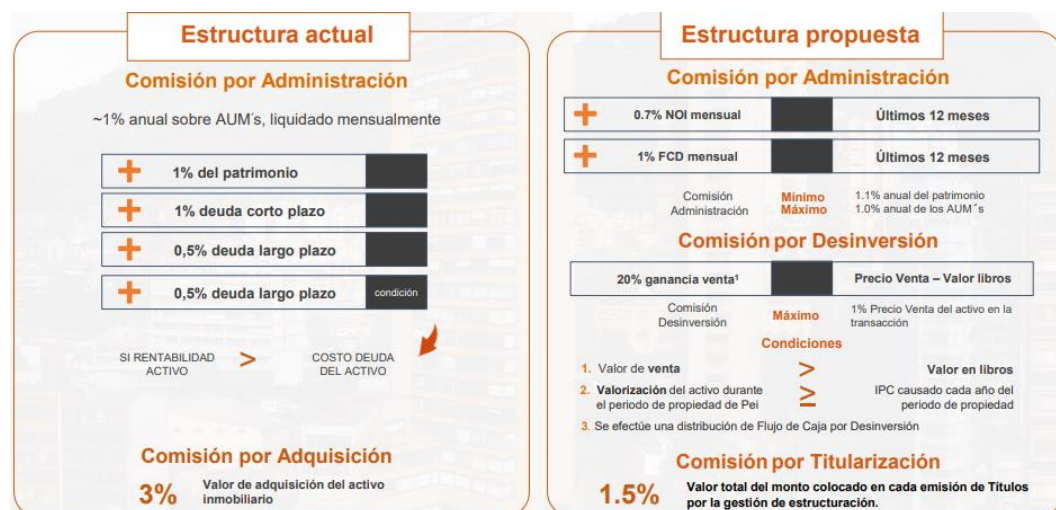 Estructura actual
Comisión por Administración
~1% anual sobre AUM´s, liquidado mensualmente
+ 1% del patrimonio
+ 1% deuda corto plazo
+ 0,5% deuda largo plazo
+ 0,5% deuda largo plazo condición
SI RENTABILIDAD
ACTIVO
>
COSTO DEUDA
DEL ACTIVO
Comisión por Adquisición
3%
Valor de adquisición del activo
inmobiliario
Estructura propuesta
Comisión por Administración
+ 0.7% NOI mensual Últimos 12 meses
+ 1% FCD mensual Últimos 12 meses
Comisión
Administración
Mínimo
Máximo
1.1% anual del patrimonio
1.0% anual de los AUM´s
Comisión por Desinversión
20% ganancia venta¹ Precio Venta – Valor libros
Comisión
Desinversión
Máximo
1% Precio Venta del activo en la
transacción
Condiciones
1. Valor de venta > Valor en libros
2. Valorización del activo durante
el periodo de propiedad de Pei
≥
IPC causado cada año del
periodo de propiedad
3. Se efectúe una distribución de Flujo de Caja por Desinversión
Comisión por Titularización
1.5%
Valor total del monto colocado en cada emisión de Títulos
por la gestión de estructuración.